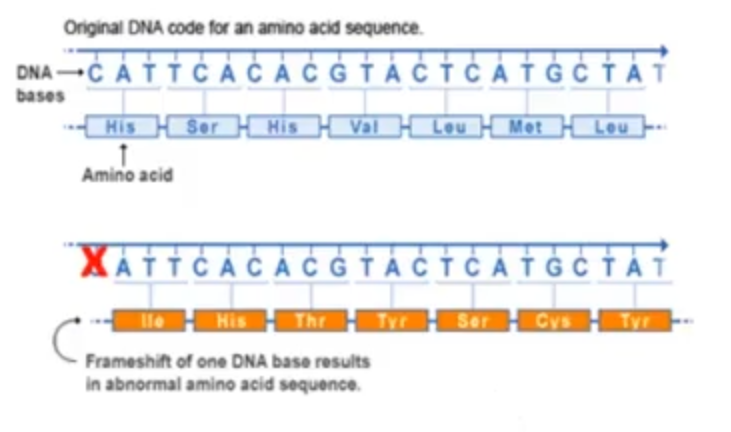 Original DNA code for an amino acid sequence.
DNA bases
C A T T C A C A C G T A C T C A T G C T A T
His Ser His Val Leu Met Leu
Amino acid
X A T T C A C A C G T A C T C A T G C T A T
Ile His Thr Tyr Ser Cys Tyr
Frameshift of one DNA base results
in abnormal amino acid sequence.